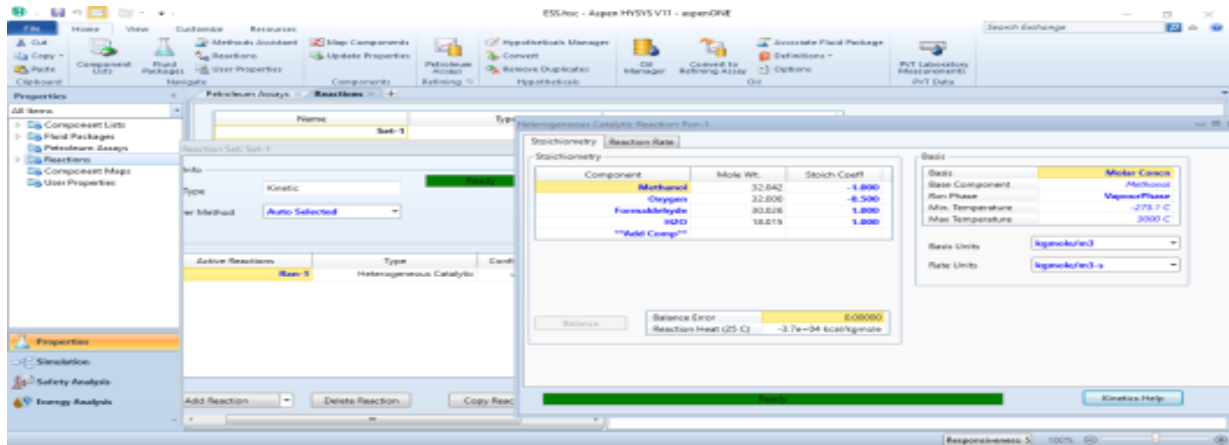 ESS.hsc - Aspen HYSYS V11 - aspenONE
File Home View Customize Resources
Search Exchange
Cut
Copy
Paste
Clipboard
Component Lists
Fluid Packages
Methods Assistant
Reactions
User Properties
Navigate
Map Components
Update Properties
Components
Petroleum Assays
Refining
Hypotheticals Manager
Convert
Remove Duplicates
Hypotheticals
Oil Manager
Convert to Refining Assay
Associate Fluid Package
Definitions
Options
Oil
PVT Laboratory Measurements
PVT Data
Properties
All Items
Component Lists
Fluid Packages
Petroleum Assays
Reactions
Component Maps
User Properties
Properties
Simulation
Safety Analysis
Energy Analysis
Petroleum Assays Reactions +
Name Type
Set-1
Reaction Set: Set-1
Info
Type Kinetic
Ready
er Method Auto Selected
Active Reactions Type Confi
Rxn-1 Heterogeneous Catalytic
Add Reaction Delete Reaction Copy Reac
Heterogeneous Catalytic Reaction: Rxn-1
Stoichiometry Reaction Rate
Stoichiometry
Component Mole Wt. Stoich Coeff
Methanol 32.042 -1.000
Oxygen 32.000 -0.500
Formaldehyde 30.026 1.000
H2O 18.015 1.000
**Add Comp**
Balance
Balance Error 0.00000
Reaction Heat (25 C) -3.7e+04 kcal/kgmole
Basis
Basis Molar Concn
Base Component Methanol
Rxn Phase VapourPhase
Min. Temperature -273.1 C
Max Temperature 3000 C
Basis Units kgmole/m3
Rate Units kgmole/m3-s
Ready
Kinetics Help
Responsiveness: 5 100%